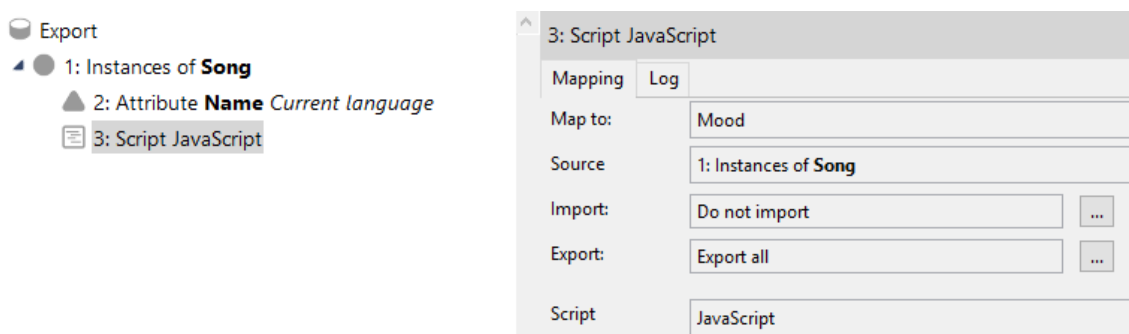 Export
1: Instances of Song
2: Attribute Name Current language
3: Script JavaScript
3: Script JavaScript
Mapping Log
Map to: Mood
Source 1: Instances of Song
Import: Do not import ...
Export: Export all ...
Script JavaScript